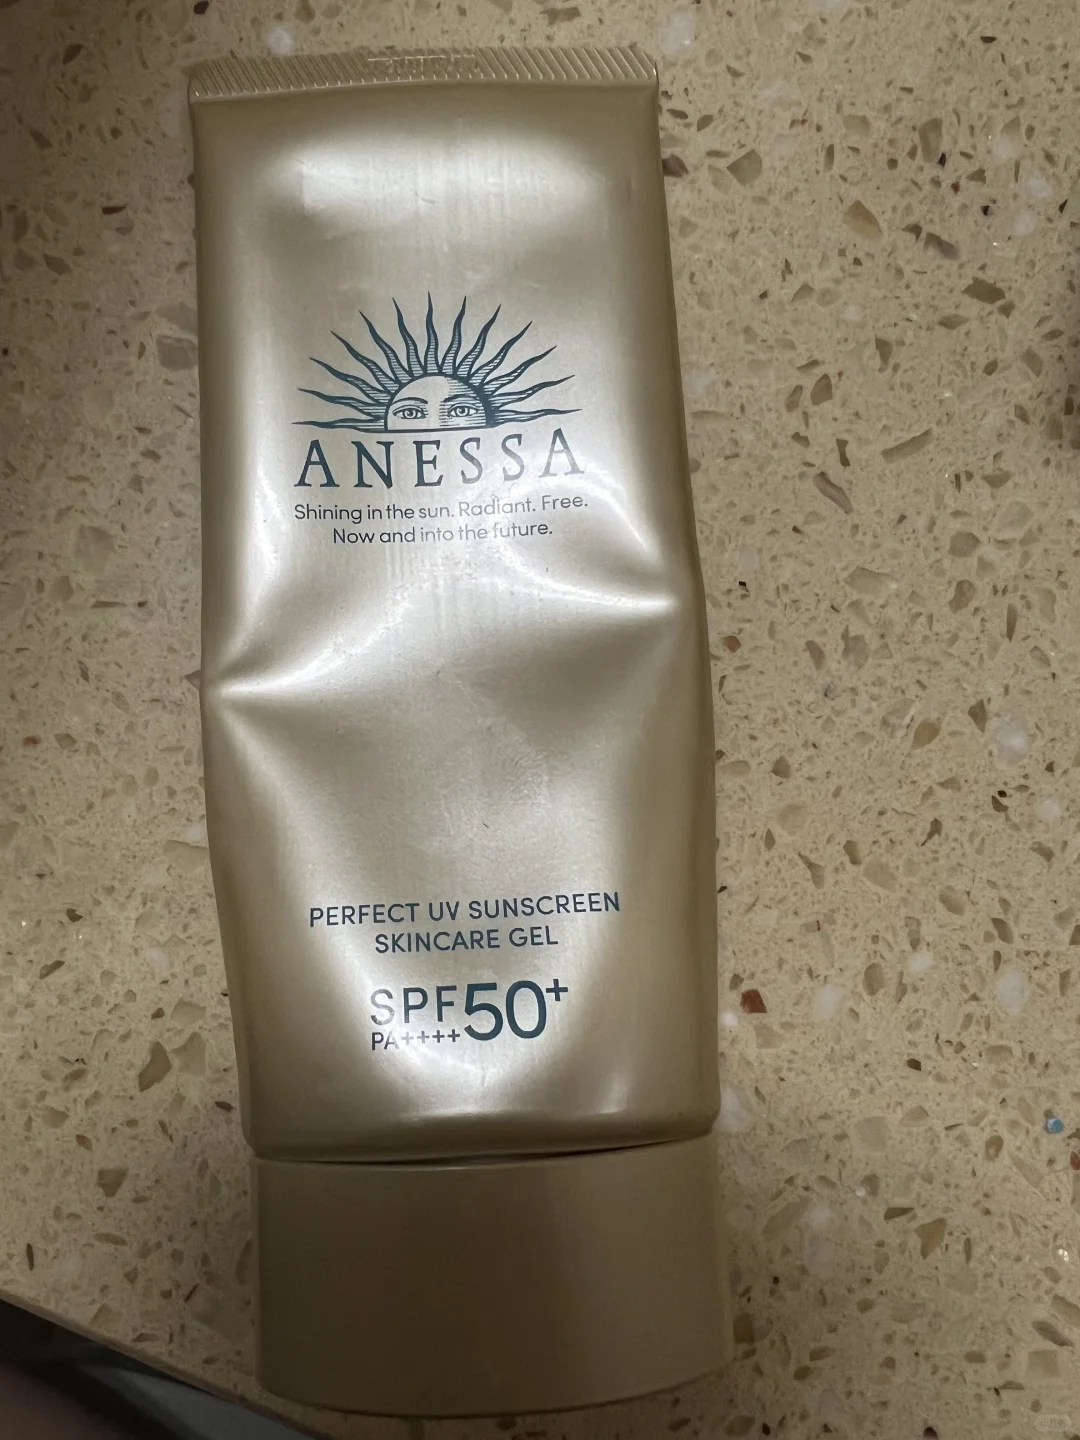 ANESSA
Shining in the sun. Radiant. Free.
Now and into the future.
PERFECT UV SUNSCREEN
SKINCARE GEL
SPF50+
PA++++